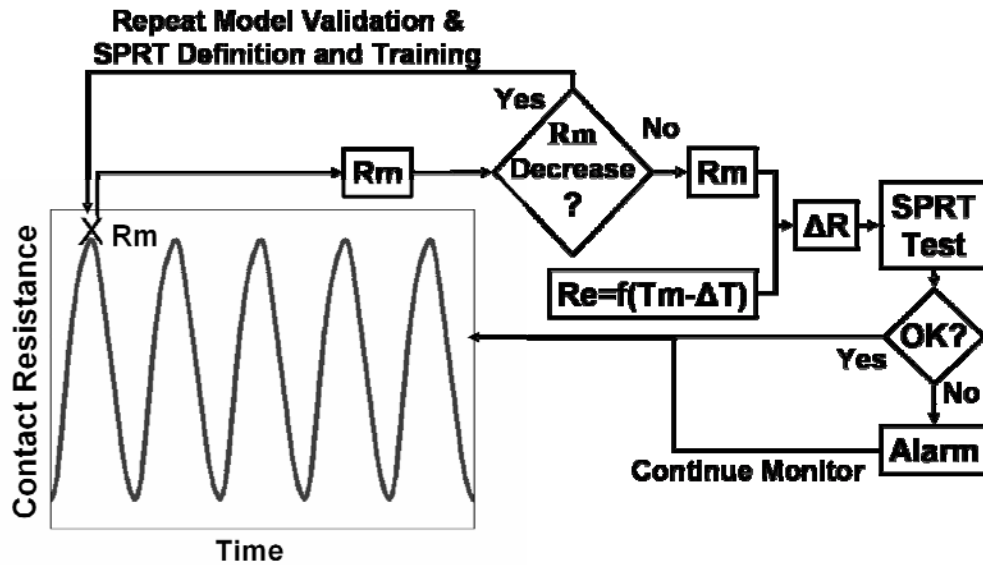 Repeat Model Validation &
SPRT Definition and Training
Yes
Rm
Decrease
?
No
Rm
Rm
ΔR
SPRT
Test
Re=f(Tm-ΔT)
X Rm
OK?
Yes
No
Alarm
Continue Monitor
Contact Resistance
Time